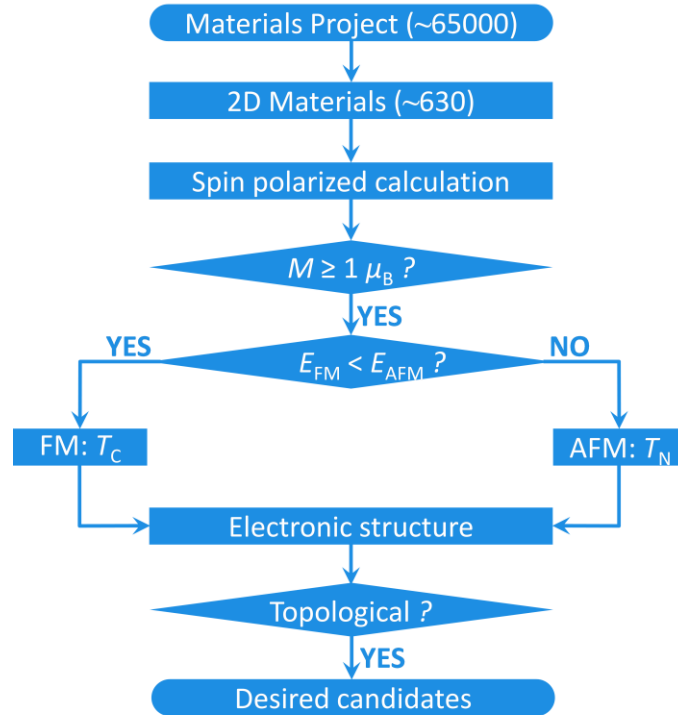 Materials Project (~65000)
2D Materials (~630)
Spin polarized calculation
M ≥ 1 μB ?
YES
YES
NO
EFM < EAFM ?
FM: TC
AFM: TN
Electronic structure
Topological ?
YES
Desired candidates